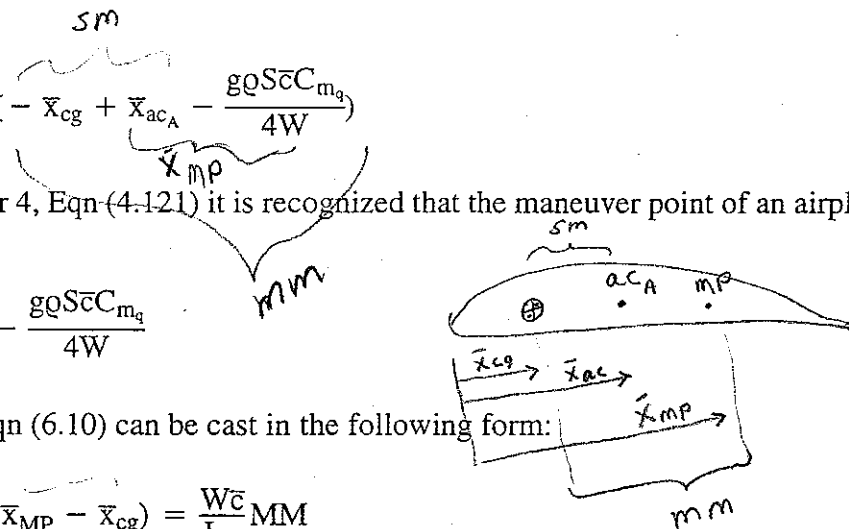 sm
(− x̄cg + x̄acA − gϱSc̄Cmq / 4W)
x̄MP
r 4, Eqn (4.121) it is recognized that the maneuver point of an airpl
sm
acA mp
mm
− gϱSc̄Cmq / 4W
x̄cg x̄ac
x̄MP
qn (6.10) can be cast in the following form:
x̄MP − x̄cg) = Wc̄ / I MM
mm